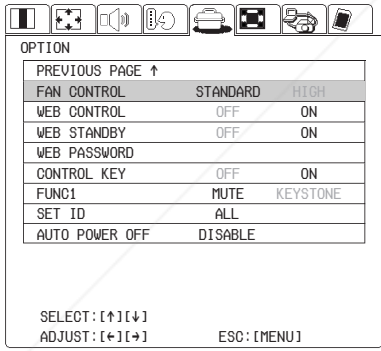 OPTION
PREVIOUS PAGE ↑
FAN CONTROL STANDARD HIGH
WEB CONTROL OFF ON
WEB STANDBY OFF ON
WEB PASSWORD
CONTROL KEY OFF ON
FUNC1 MUTE KEYSTONE
SET ID ALL
AUTO POWER OFF DISABLE
SELECT:[↑][↓]
ADJUST:[←][→] ESC:[MENU]